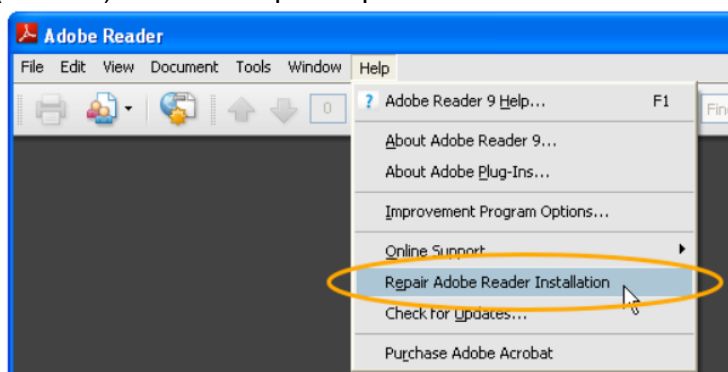 Adobe Reader
File Edit View Document Tools Window Help
0
Fin
? Adobe Reader 9 Help... F1
About Adobe Reader 9...
About Adobe Plug-Ins...
Improvement Program Options...
Online Support
Repair Adobe Reader Installation
Check for Updates...
Purchase Adobe Acrobat